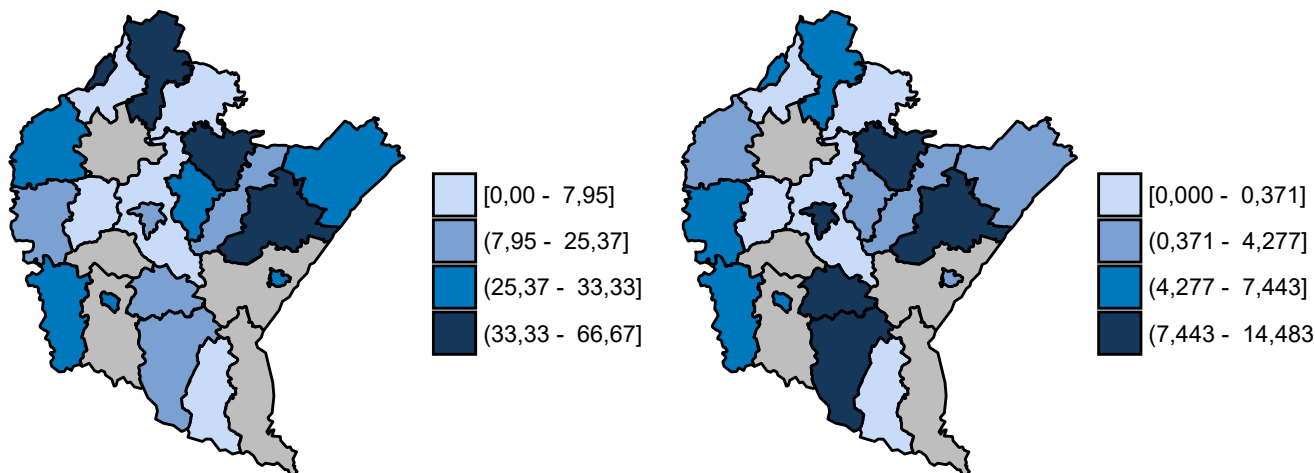 [0,00 - 7,95]
(7,95 - 25,37]
(25,37 - 33,33]
(33,33 - 66,67]
[0,000 - 0,371]
(0,371 - 4,277]
(4,277 - 7,443]
(7,443 - 14,483